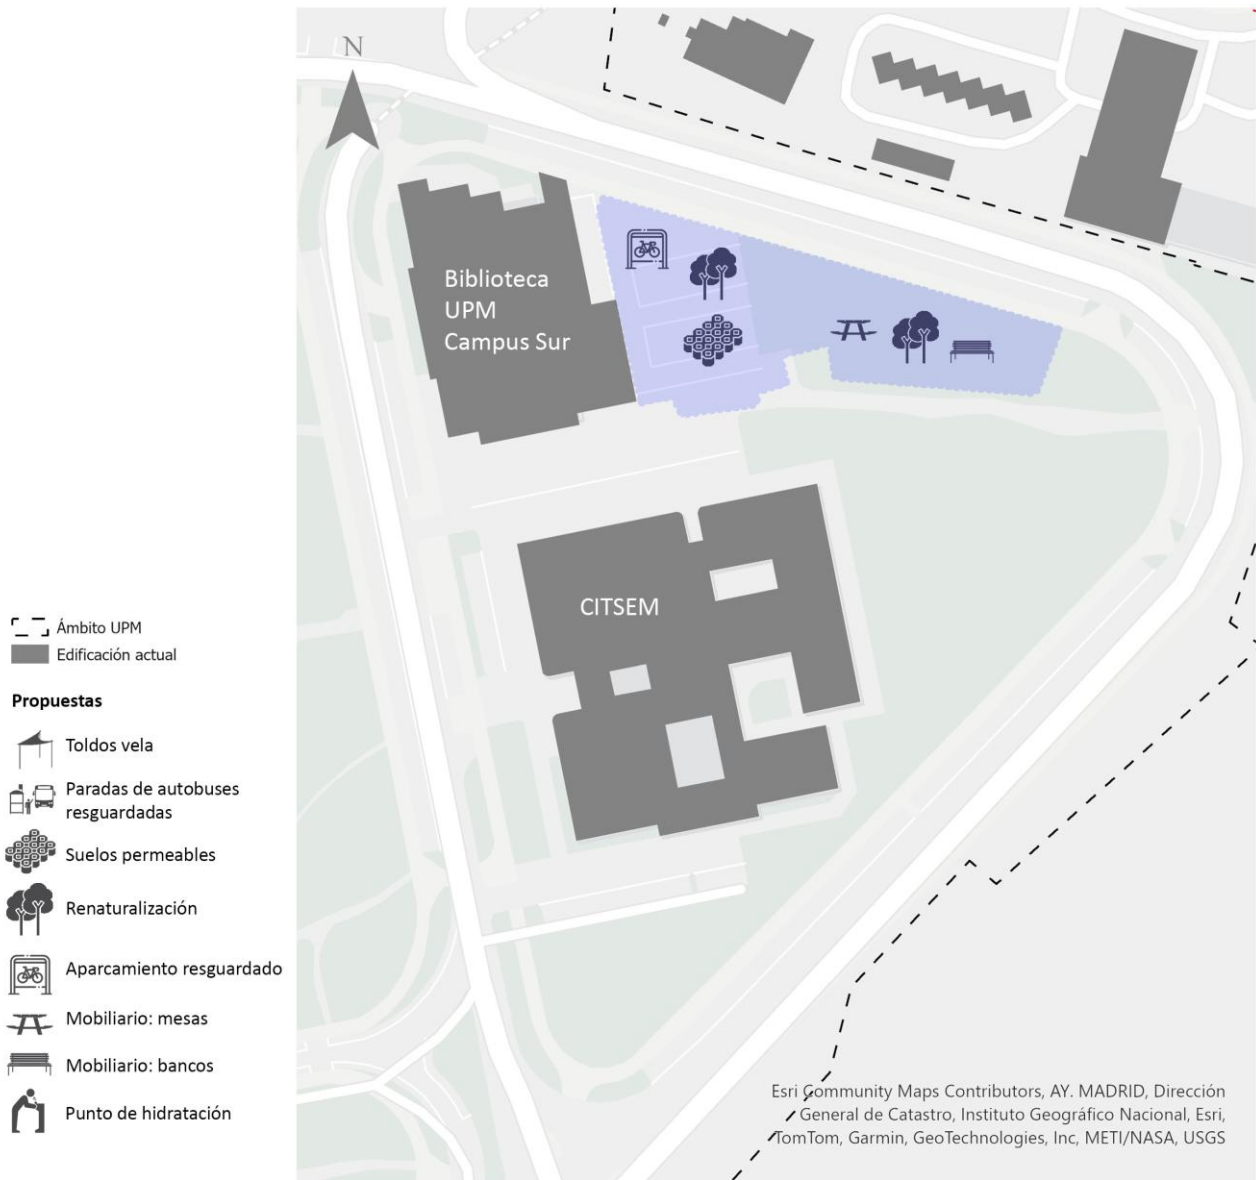 N
Biblioteca
UPM
Campus Sur
CITSEM
Ámbito UPM
Edificación actual
Propuestas
Toldos vela
Paradas de autobuses
resguardadas
Suelos permeables
Renaturalización
Aparcamiento resguardado
Mobiliario: mesas
Mobiliario: bancos
Punto de hidratación
Esri Community Maps Contributors, AY. MADRID, Dirección
General de Catastro, Instituto Geográfico Nacional, Esri,
TomTom, Garmin, GeoTechnologies, Inc, METI/NASA, USGS